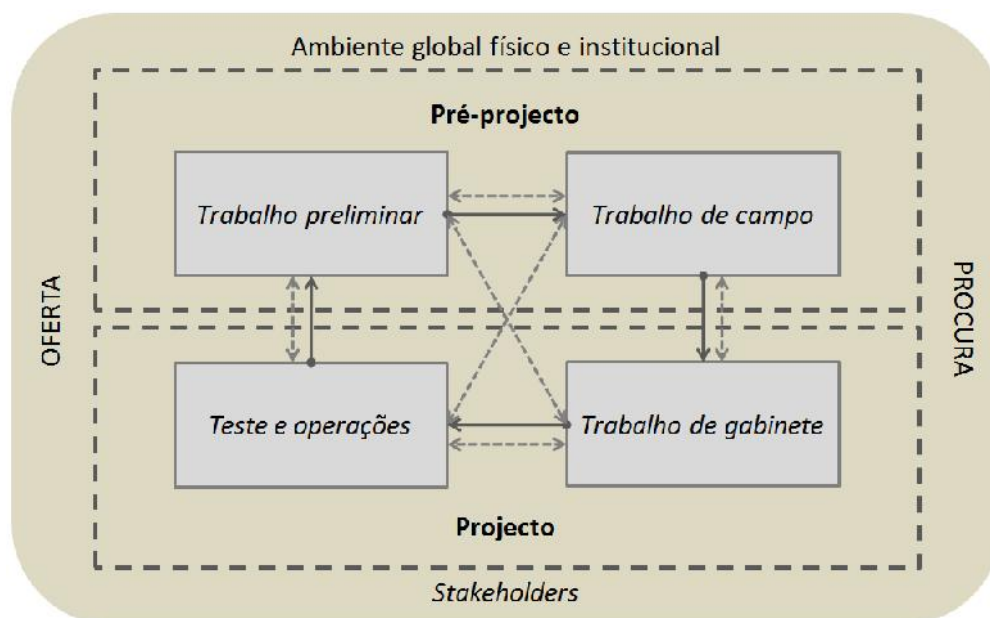 Ambiente global físico e institucional
Pré-projecto
Trabalho preliminar
Trabalho de campo
OFERTA
PROCURA
Teste e operações
Trabalho de gabinete
Projecto
Stakeholders